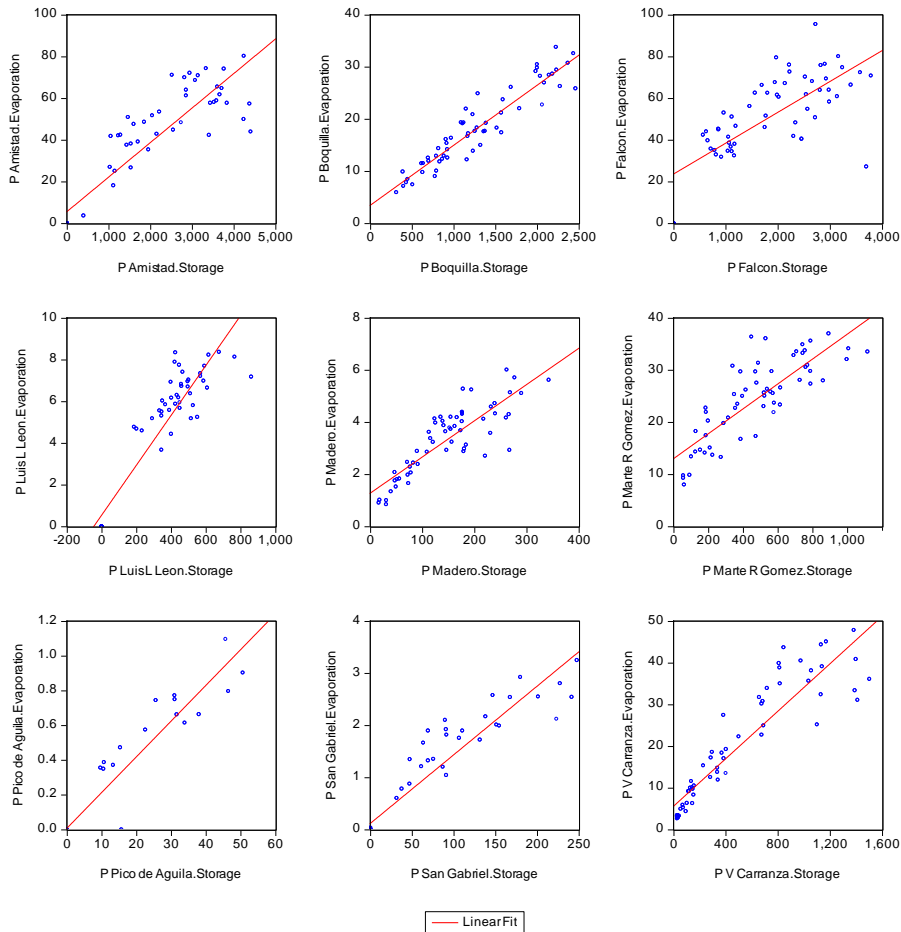 100
80
60
40
20
0
0 1,000 2,000 3,000 4,000 5,000
P Amistad.Evaporation
P Amistad.Storage
40
30
20
10
0
0 500 1,000 1,500 2,000 2,500
P Boquilla.Evaporation
P Boquilla.Storage
100
80
60
40
20
0
0 1,000 2,000 3,000 4,000
P Falcon.Evaporation
P Falcon.Storage
10
8
6
4
2
0
-200 0 200 400 600 800 1,000
P Luis L Leon.Evaporation
P Luis L Leon.Storage
8
6
4
2
0
0 100 200 300 400
P Madero.Evaporation
P Madero.Storage
40
30
20
10
0
0 200 400 600 800 1,000
P Marte R Gomez.Evaporation
P Marte R Gomez.Storage
1.2
1.0
0.8
0.6
0.4
0.2
0.0
0 10 20 30 40 50 60
P Pico de Aguila.Evaporation
P Pico de Aguila.Storage
4
3
2
1
0
0 50 100 150 200 250
P San Gabriel.Evaporation
P San Gabriel.Storage
50
40
30
20
10
0
0 400 800 1,200 1,600
P V Carranza.Evaporation
P V Carranza.Storage
Linear Fit